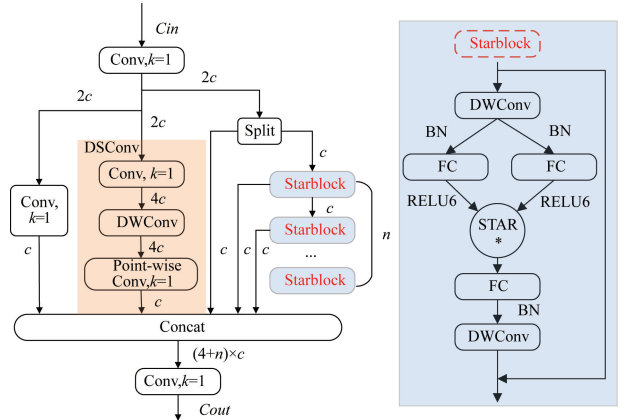 Cin
Conv,k=1
2c
2c
2c
Split
DSConv
c
Conv, k=1
4c
DWConv
4c
Point-wise
Conv,k=1
c
Conv,
k=1
c
Starblock
c
Starblock
...
Starblock
n
c
c
c
Concat
(4+n)×c
Conv,k=1
Cout
Starblock
DWConv
BN
BN
FC
FC
RELU6
RELU6
STAR
*
FC
BN
DWConv